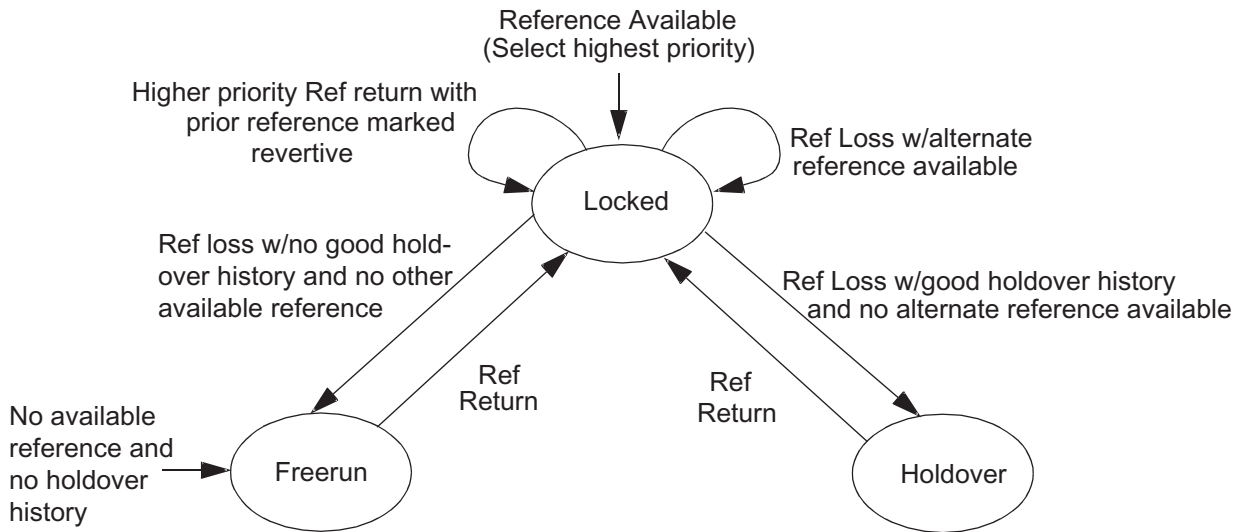 Reference Available
(Select highest priority)
Higher priority Ref return with
prior reference marked
revertive
Ref Loss w/alternate
reference available
Locked
Ref loss w/no good hold-
over history and no other
available reference
Ref Loss w/good holdover history
and no alternate reference available
Ref
Return
Ref
Return
No available
reference and
no holdover
history
Freerun
Holdover